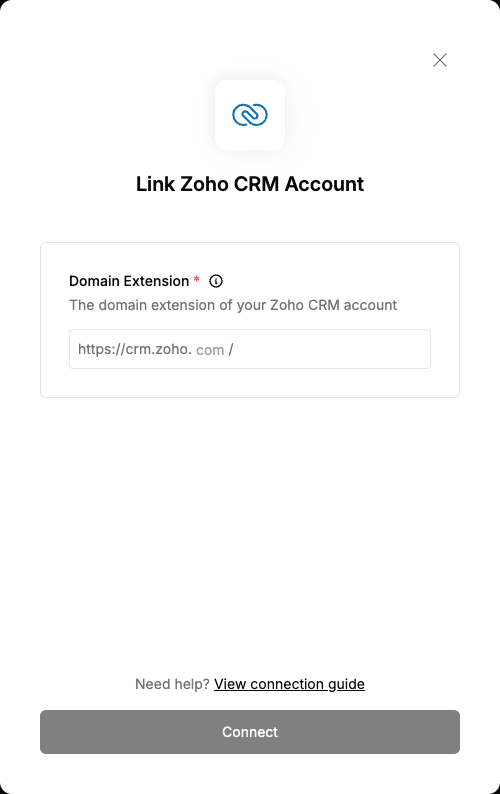 Link Zoho CRM Account
Domain Extension *
The domain extension of your Zoho CRM account
https://crm.zoho. com /
Need help? View connection guide
Connect